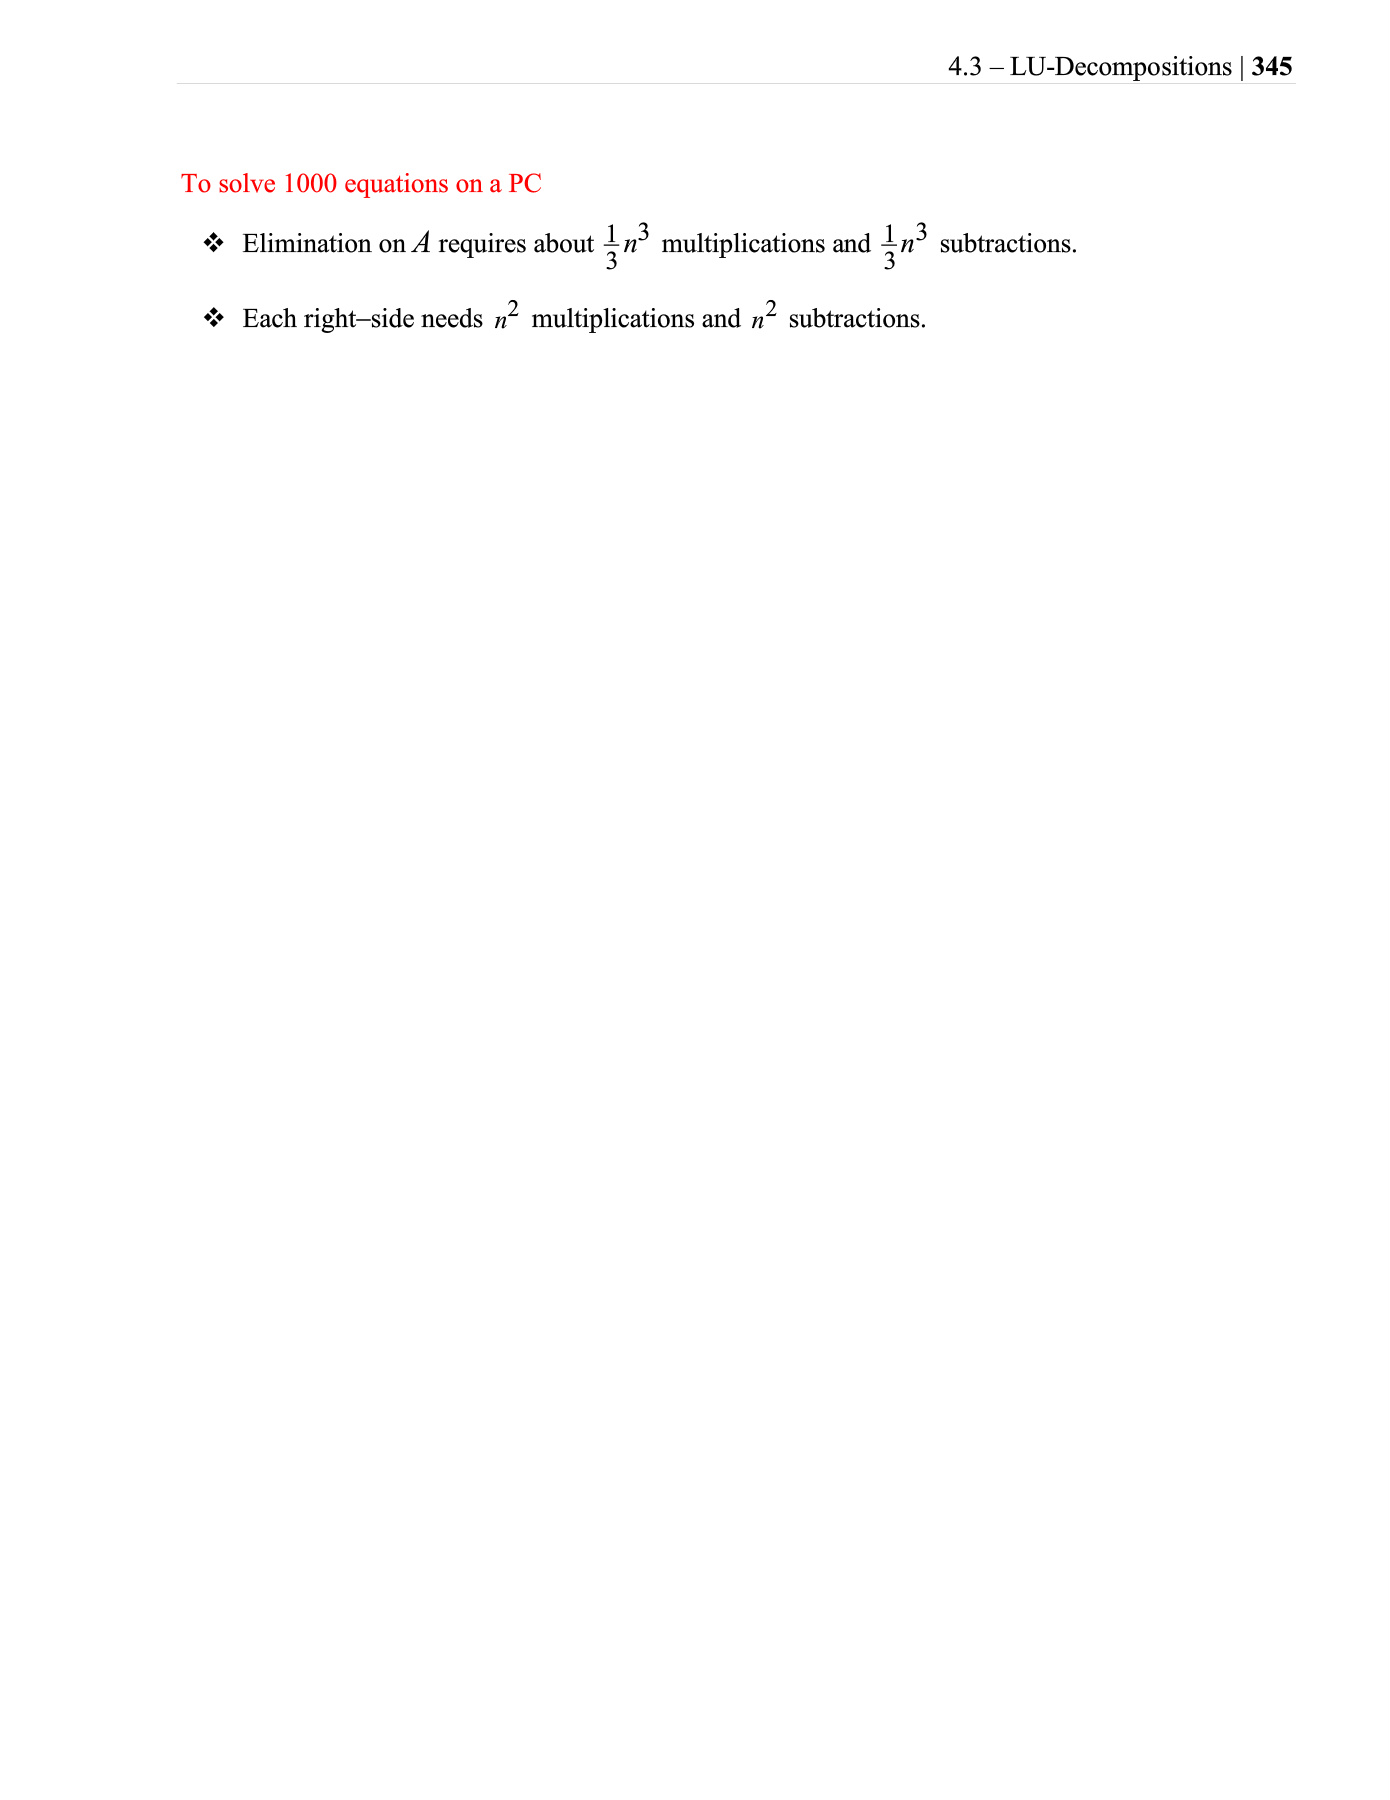 4.3 – LU-Decompositions | 345
To solve 1000 equations on a PC
❖ Elimination on A requires about \frac{1}{3}n^3 multiplications and \frac{1}{3}n^3 subtractions.
❖ Each right–side needs n^2 multiplications and n^2 subtractions.